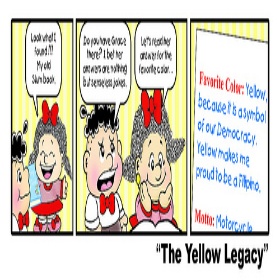 Look what I
found!!?
My old
Slum book.
Do you have Grace
there? I bet her
answers are nothing
but senseless jokes.
Let's read her
answer for the
favorite color...
Favorite Color: Yellow,
because it is a symbol
of our Democracy.
Yellow makes me
proud to be a Filipino.
Motto: Motorcycle
"The Yellow Legacy"